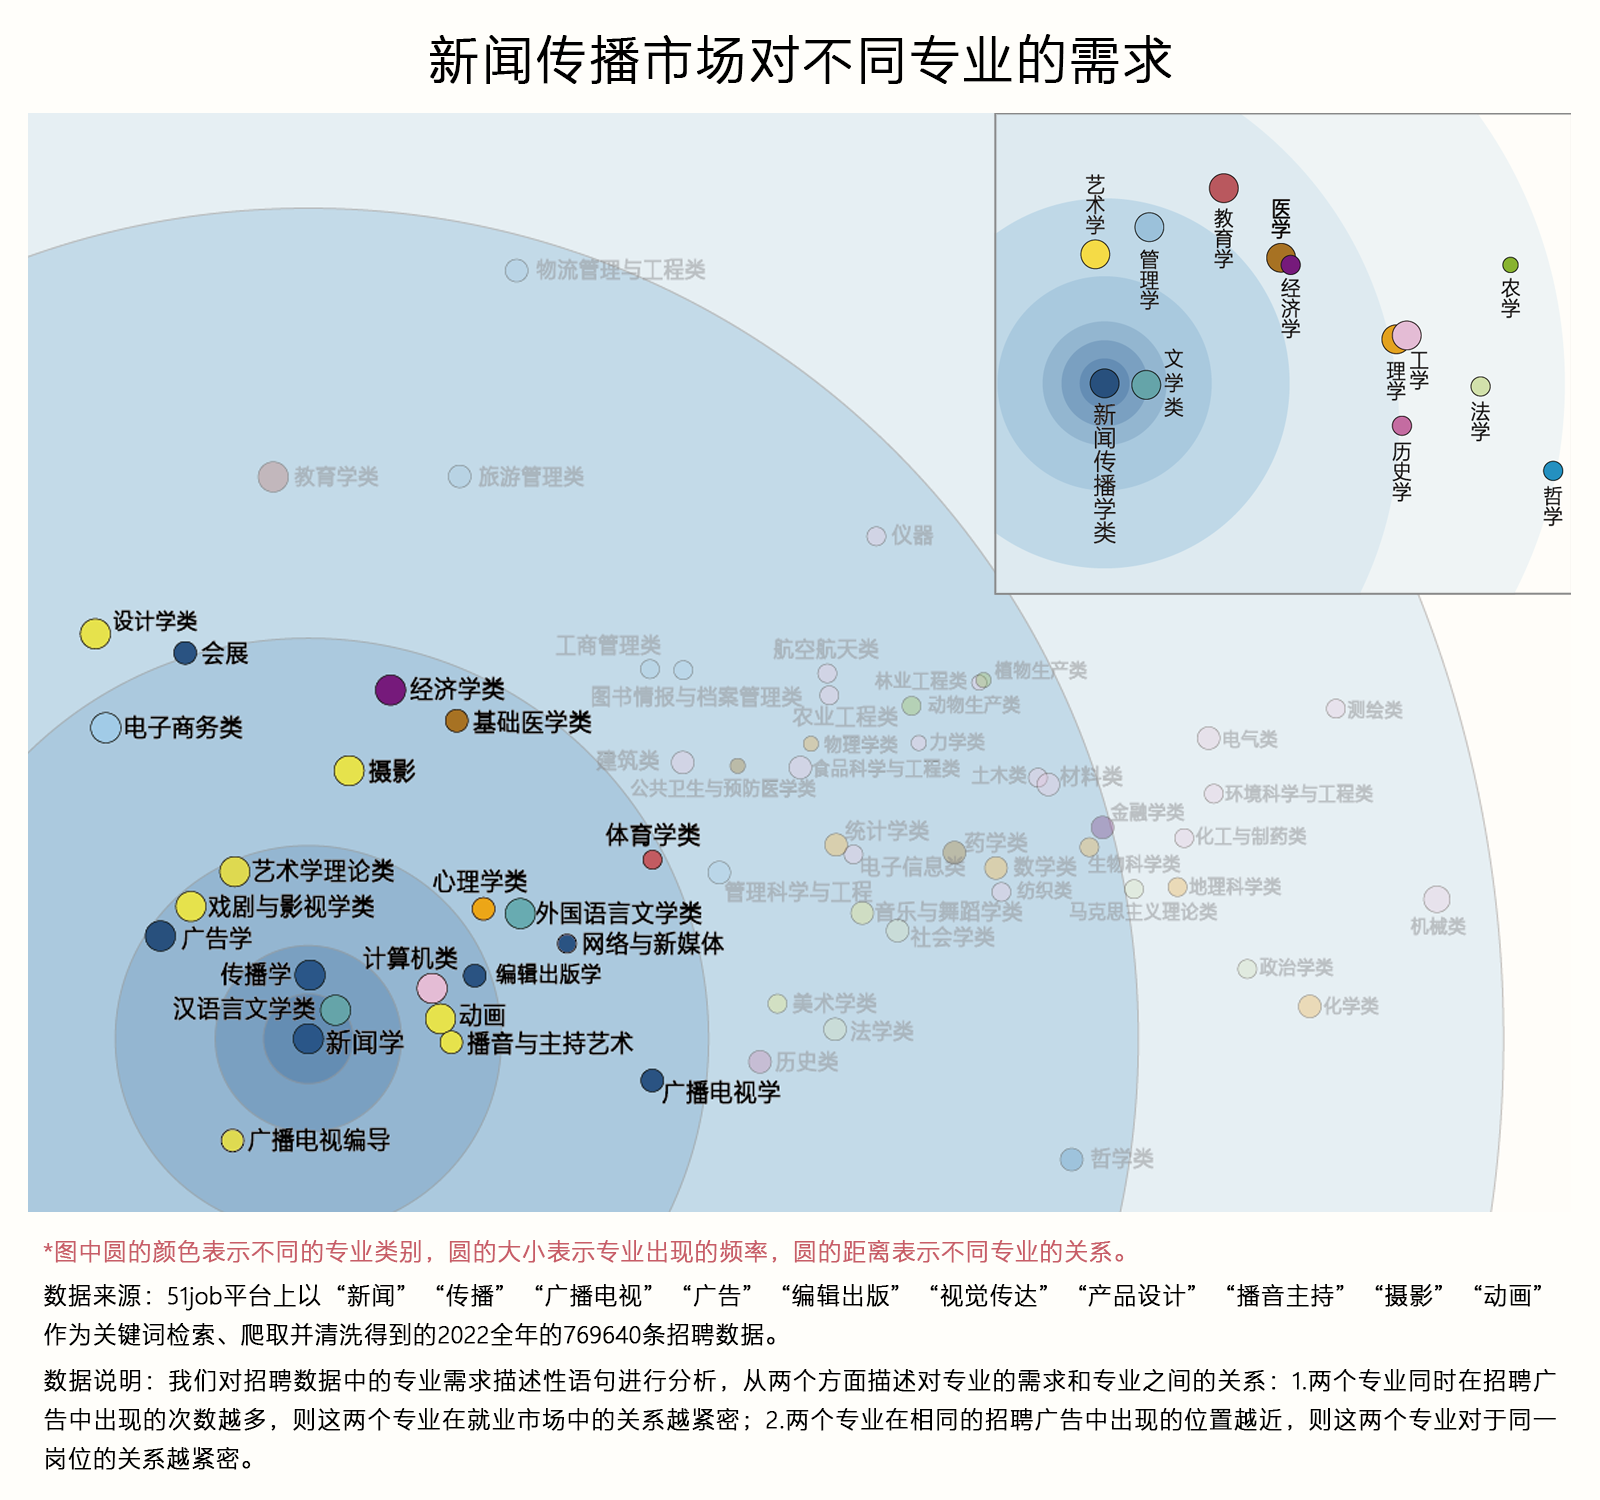 新闻传播市场对不同专业的需求
艺术学
管理学
教育学
医学
经济学
农学
文学类
新闻传播学类
理学
工学
法学
历史学
哲学
物流管理与工程类
教育学类
旅游管理类
仪器
设计学类
会展
工商管理类
航空航天类
经济学类
图书情报与档案管理类
林业工程类
植物生产类
动物生产类
农业工程类
测绘类
电子商务类
基础医学类
物理学类
力学类
电气类
摄影
建筑类
食品科学与工程类
公共卫生与预防医学类
土木类
材料类
环境科学与工程类
金融学类
体育学类
统计学类
药学类
化工与制药类
艺术学理论类
心理学类
电子信息类
数学类
生物科学类
管理科学与工程
纺织类
地理科学类
戏剧与影视学类
外国语言文学类
音乐与舞蹈学类
马克思主义理论类
机械类
广告学
网络与新媒体
社会学类
传播学
计算机类
编辑出版学
政治学类
汉语言文学类
动画
美术学类
化学类
新闻学
播音与主持艺术
法学类
历史类
广播电视学
广播电视编导
哲学类
*图中圆的颜色表示不同的专业类别，圆的大小表示专业出现的频率，圆的距离表示不同专业的关系。
数据来源：51job平台上以“新闻”“传播”“广播电视”“广告”“编辑出版”“视觉传达”“产品设计”“播音主持”“摄影”“动画”
作为关键词检索、爬取并清洗得到的2022全年的769640条招聘数据。
数据说明：我们对招聘数据中的专业需求描述性语句进行分析，从两个方面描述对专业的需求和专业之间的关系：1.两个专业同时在招聘广
告中出现的次数越多，则这两个专业在就业市场中的关系越紧密；2.两个专业在相同的招聘广告中出现的位置越近，则这两个专业对于同一
岗位的关系越紧密。